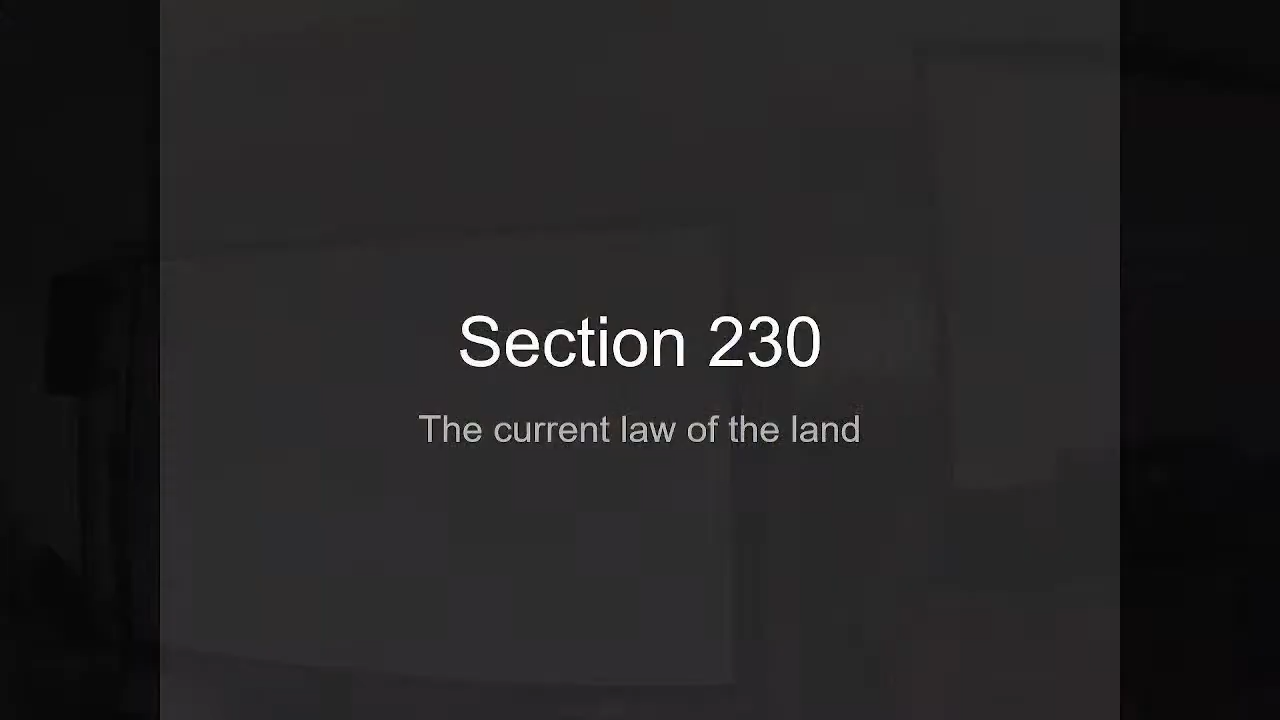 Section 230
The current law of the land